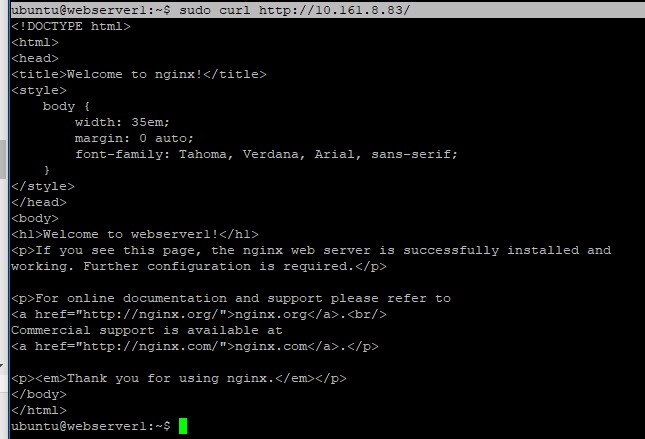 ubuntu@webserver1:~$ sudo curl http://10.161.8.83/
<!DOCTYPE html>
<html>
<head>
<title>Welcome to nginx!</title>
<style>
    body {
        width: 35em;
        margin: 0 auto;
        font-family: Tahoma, Verdana, Arial, sans-serif;
    }
</style>
</head>
<body>
<h1>Welcome to webserver1!</h1>
<p>If you see this page, the nginx web server is successfully installed and
working. Further configuration is required.</p>

<p>For online documentation and support please refer to
<a href="http://nginx.org/">nginx.org</a>.<br/>
Commercial support is available at
<a href="http://nginx.com/">nginx.com</a>.</p>

<p><em>Thank you for using nginx.</em></p>
</body>
</html>
ubuntu@webserver1:~$